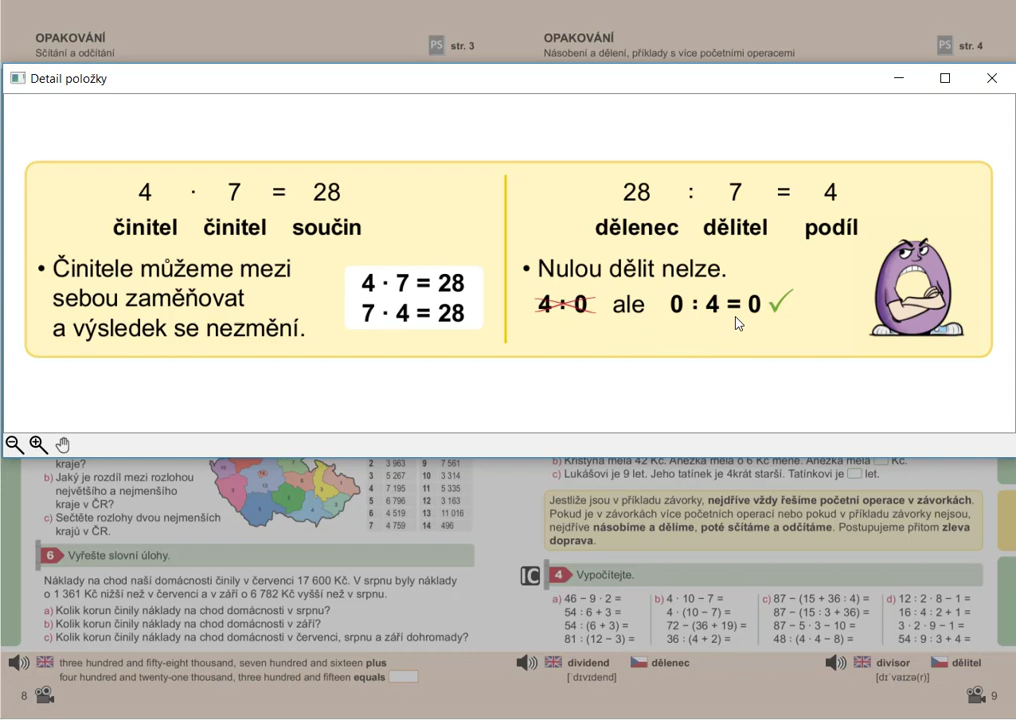 OPAKOVÁNÍ
Sčítání a odčítání
PS str. 3
OPAKOVÁNÍ
Násobení a dělení, příklady s více početními operacemi
PS str. 4
Detail položky
4 · 7 = 28
činitel činitel součin
• Činitele můžeme mezi
sebou zaměňovat
a výsledek se nezmění.
4 · 7 = 28
7 · 4 = 28
28 : 7 = 4
dělenec dělitel podíl
• Nulou dělit nelze.
4 : 0 ale 0 : 4 = 0
kraje?
b) Jaký je rozdíl mezi rozlohou
největšího a nejmenšího
kraje v ČR?
c) Sečtěte rozlohy dvou nejmenších
krajů v ČR.
2 3 963 9 7 561
3 5 267 10 3 314
4 7 195 11 5 335
5 6 796 12 3 163
6 4 519 13 11 016
7 4 759 14 496
6 Vyřešte slovní úlohy.
Náklady na chod naší domácnosti činily v červenci 17 600 Kč. V srpnu byly náklady
o 1 361 Kč nižší než v červenci a v září o 6 782 Kč vyšší než v srpnu.
a) Kolik korun činily náklady na chod domácnosti v srpnu?
b) Kolik korun činily náklady na chod domácnosti v září?
c) Kolik korun činily náklady na chod domácnosti v červenci, srpnu a září dohromady?
three hundred and fifty-eight thousand, seven hundred and sixteen plus
four hundred and twenty-one thousand, three hundred and fifteen equals
8
b) Kristýna měla 42 Kč. Anežka měla o 6 Kč méně. Anežka měla Kč.
c) Lukášovi je 9 let. Jeho tatínek je 4krát starší. Tatínkovi je let.
Jestliže jsou v příkladu závorky, nejdříve vždy řešíme početní operace v závorkách.
Pokud je v závorkách více početních operací nebo pokud v příkladu závorky nejsou,
nejdříve násobíme a dělíme, poté sčítáme a odčítáme. Postupujeme přitom zleva
doprava.
IC 4 Vypočítejte.
a) 46 − 9 · 2 = b) 4 · 10 − 7 = c) 87 − (15 + 36 : 4) = d) 12 : 2 · 8 − 1 =
54 : 6 + 3 = 4 · (10 − 7) = 87 − (15 : 3 + 36) = 16 : 4 : 2 + 1 =
54 : (6 + 3) = 72 − (36 + 19) = 87 − 5 · 3 − 10 = 3 · 2 · 9 − 1 =
81 : (12 − 3) = 36 : (4 + 2) = 48 : (4 · 4 − 8) = 54 : 9 : 3 + 4 =
dividend dělenec divisor dělitel
[ˈdɪvɪdend] [dɪˈvaɪzə(r)]
9